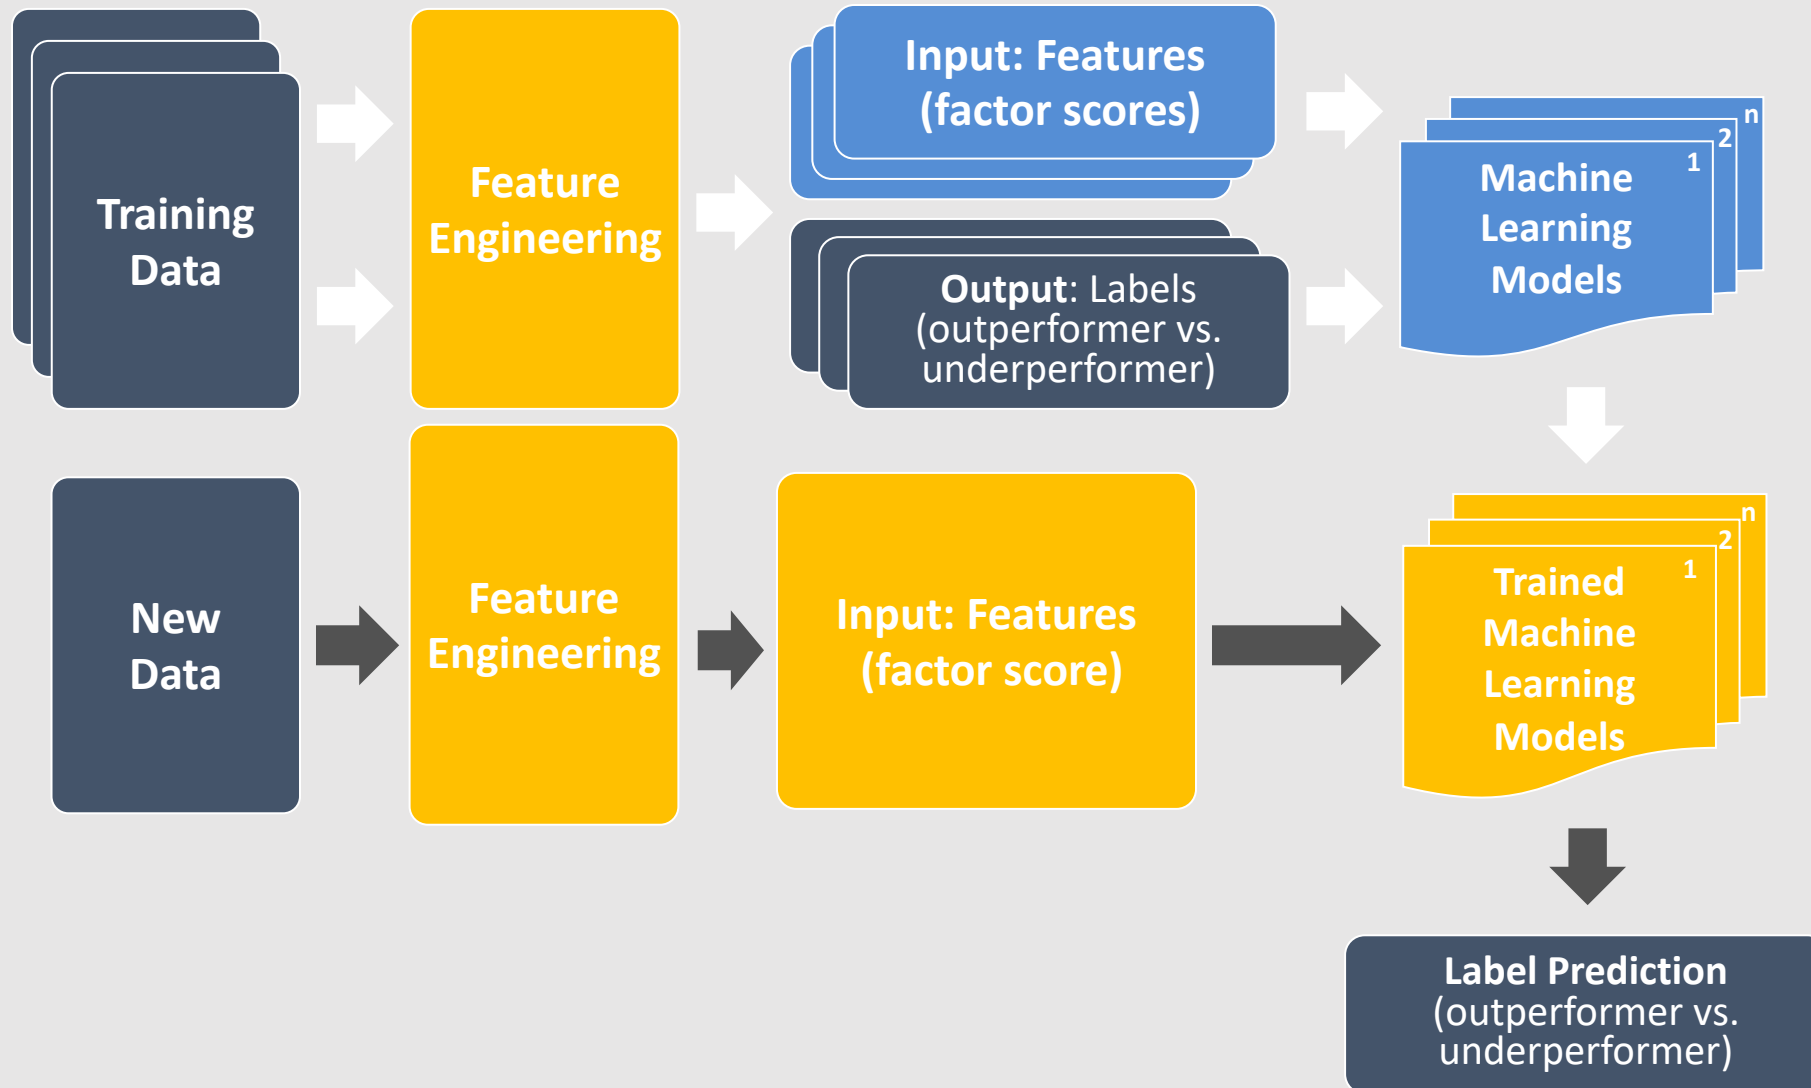 Training
Data
Feature
Engineering
Input: Features
(factor scores)
Output: Labels
(outperformer vs.
underperformer)
n
2
1
Machine
Learning
Models
New
Data
Feature
Engineering
Input: Features
(factor score)
n
2
1
Trained
Machine
Learning
Models
Label Prediction
(outperformer vs.
underperformer)